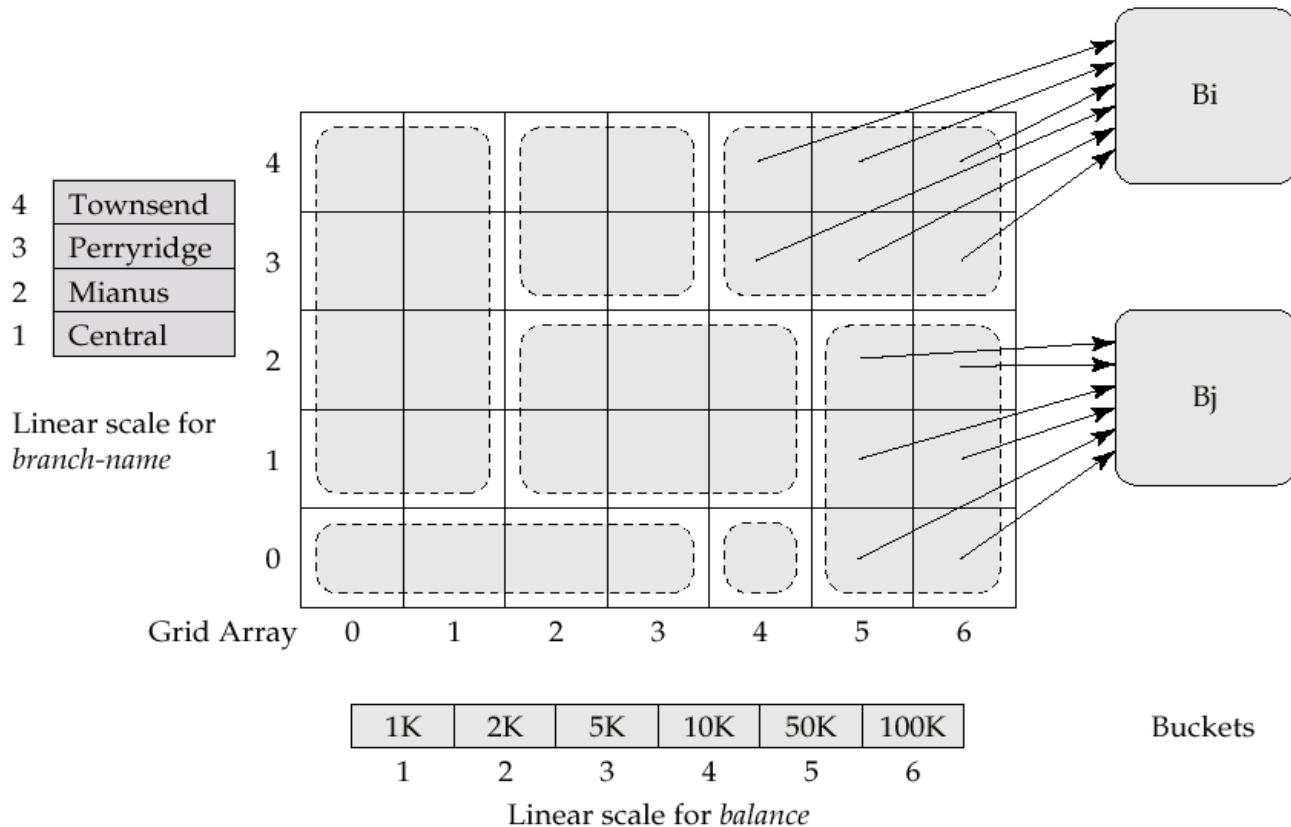 Bi
4
4 Townsend
3 Perryridge
3
2 Mianus
1 Central
2
Bj
Linear scale for
branch-name
1
0
Grid Array 0 1 2 3 4 5 6
1K 2K 5K 10K 50K 100K
Buckets
1 2 3 4 5 6
Linear scale for balance